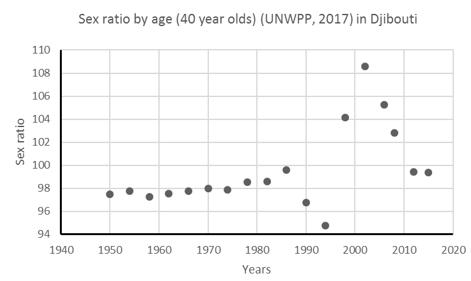 Sex ratio by age (40 year olds) (UNWPP, 2017) in Djibouti
110
108
106
104
102
100
98
96
94
Sex ratio
1940 1950 1960 1970 1980 1990 2000 2010 2020
Years